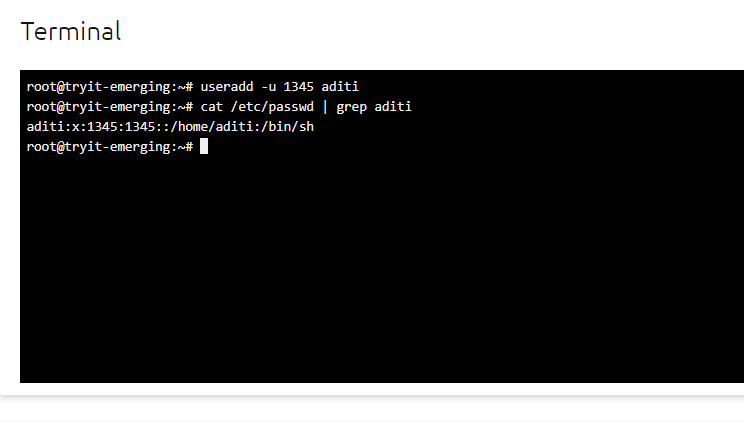 Terminal
root@tryit-emerging:~# useradd -u 1345 aditi
root@tryit-emerging:~# cat /etc/passwd | grep aditi
aditi:x:1345:1345::/home/aditi:/bin/sh
root@tryit-emerging:~#